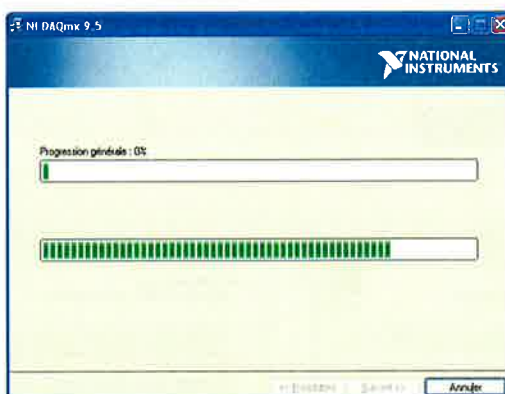 NI DAQmx 9.5
NATIONAL
INSTRUMENTS
Progression générale : 0%
Annuler